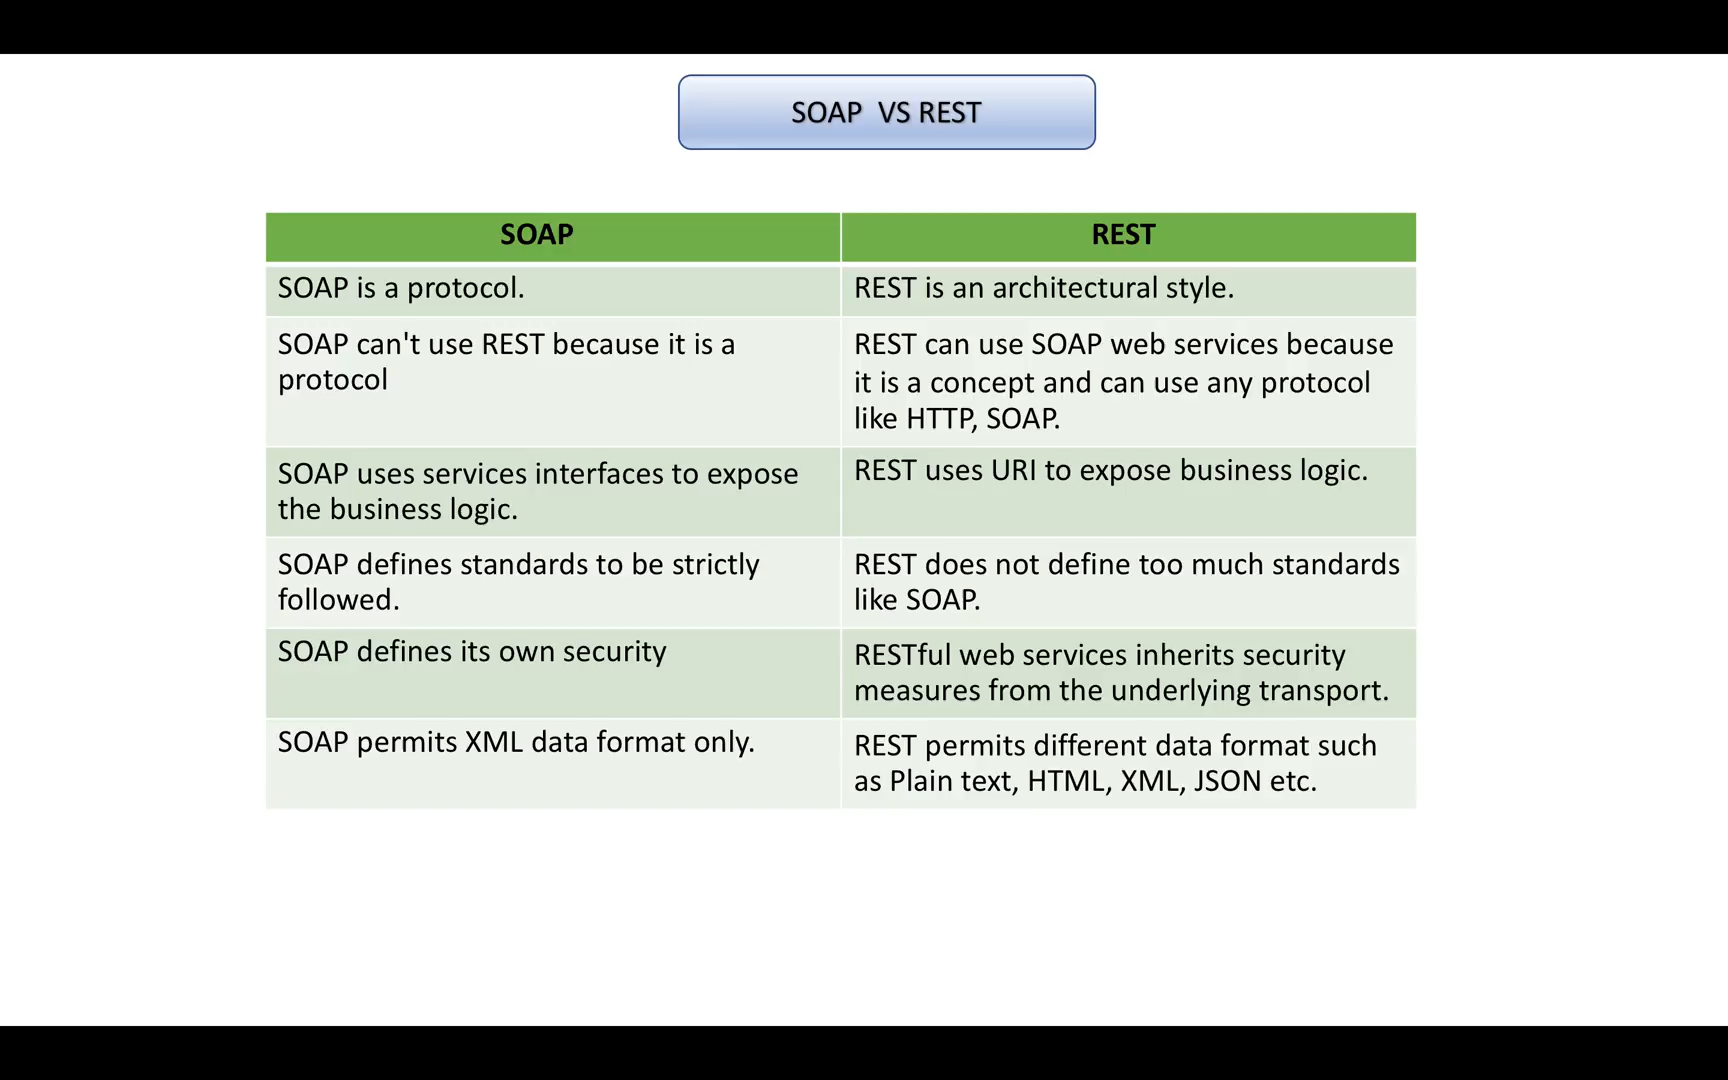 SOAP VS REST
SOAP
REST
SOAP is a protocol.
REST is an architectural style.
SOAP can't use REST because it is a
protocol
REST can use SOAP web services because
it is a concept and can use any protocol
like HTTP, SOAP.
SOAP uses services interfaces to expose
the business logic.
REST uses URI to expose business logic.
SOAP defines standards to be strictly
followed.
REST does not define too much standards
like SOAP.
SOAP defines its own security
RESTful web services inherits security
measures from the underlying transport.
SOAP permits XML data format only.
REST permits different data format such
as Plain text, HTML, XML, JSON etc.